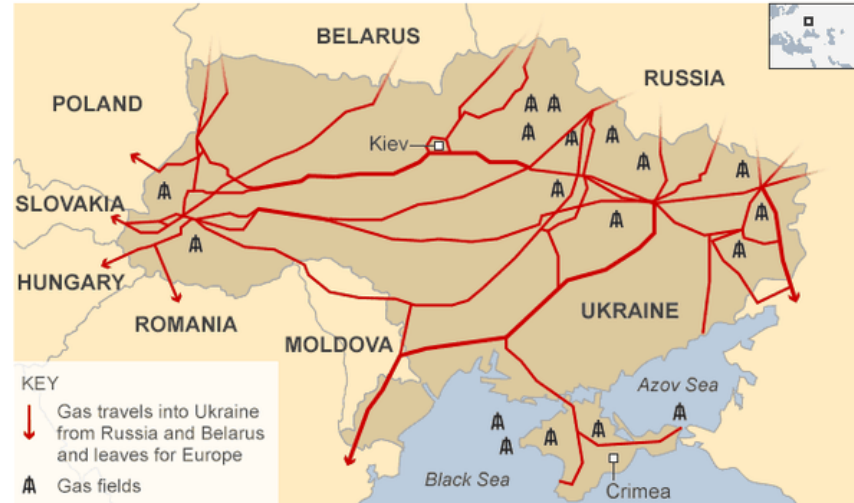 BELARUS
RUSSIA
POLAND
Kiev
SLOVAKIA
HUNGARY
UKRAINE
ROMANIA
MOLDOVA
Azov Sea
Black Sea
Crimea
KEY
Gas travels into Ukraine
from Russia and Belarus
and leaves for Europe
Gas fields